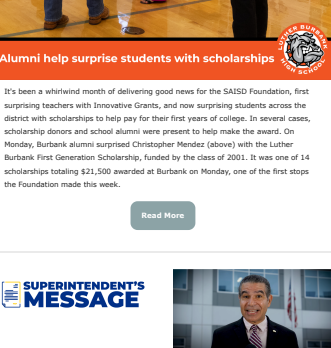 LUTHER BURBANK
HIGH SCHOOL
Alumni help surprise students with scholarships
It's been a whirlwind month of delivering good news for the SAISD Foundation, first
surprising teachers with Innovative Grants, and now surprising students across the
district with scholarships to help pay for their first years of college. In several cases,
scholarship donors and school alumni were present to help make the award. On
Monday, Burbank alumni surprised Christopher Mendez (above) with the Luther
Burbank First Generation Scholarship, funded by the class of 2001. It was one of 14
scholarships totaling $21,500 awarded at Burbank on Monday, one of the first stops
the Foundation made this week.
Read More
SUPERINTENDENT'S
MESSAGE